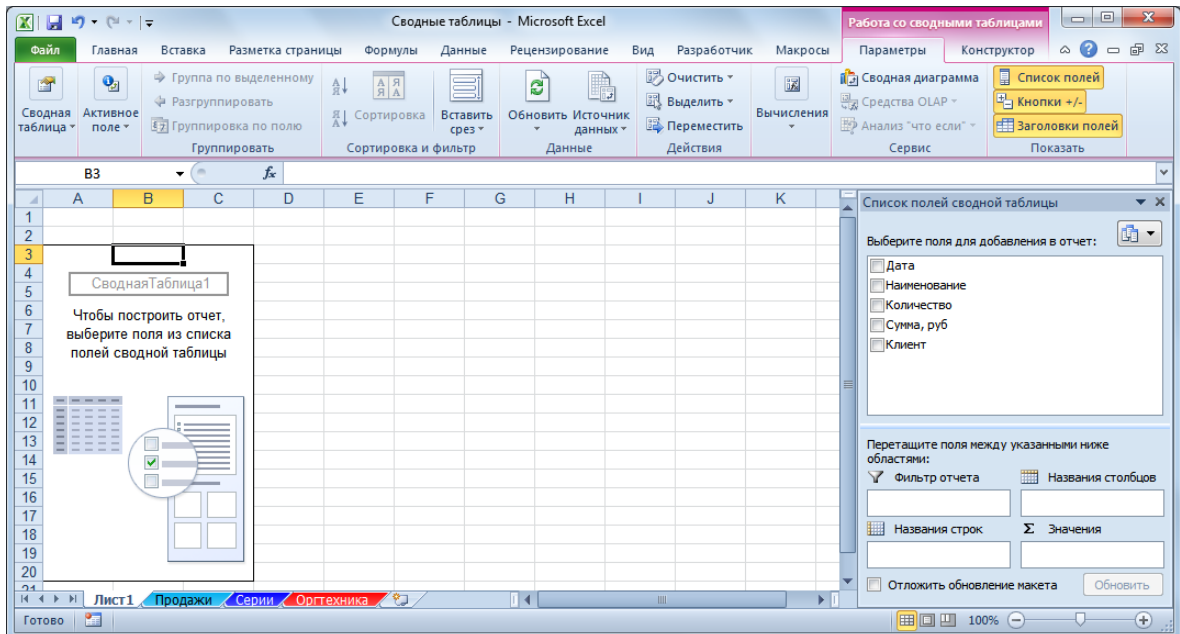 Сводные таблицы - Microsoft Excel
Работа со сводными таблицами
Файл Главная Вставка Разметка страницы Формулы Данные Рецензирование Вид Разработчик Макросы Параметры Конструктор
Сводная таблица
Активное поле
Группа по выделенному
Разгруппировать
Группировка по полю
Группировать
Сортировка
Вставить срез
Сортировка и фильтр
Обновить
Источник данных
Данные
Очистить
Выделить
Переместить
Действия
Вычисления
Сводная диаграмма
Средства OLAP
Анализ "что если"
Сервис
Список полей
Кнопки +/-
Заголовки полей
Показать
B3
fx
A B C D E F G H I J K
1
2
3
4
5
6
7
8
9
10
11
12
13
14
15
16
17
18
19
20
21
СводнаяТаблица1
Чтобы построить отчет,
выберите поля из списка
полей сводной таблицы
Список полей сводной таблицы
Выберите поля для добавления в отчет:
Дата
Наименование
Количество
Сумма, руб
Клиент
Перетащите поля между указанными ниже
областями:
Фильтр отчета
Названия столбцов
Названия строк
Σ Значения
Отложить обновление макета
Обновить
Лист1 Продажи Серии Оргтехника
Готово
100%